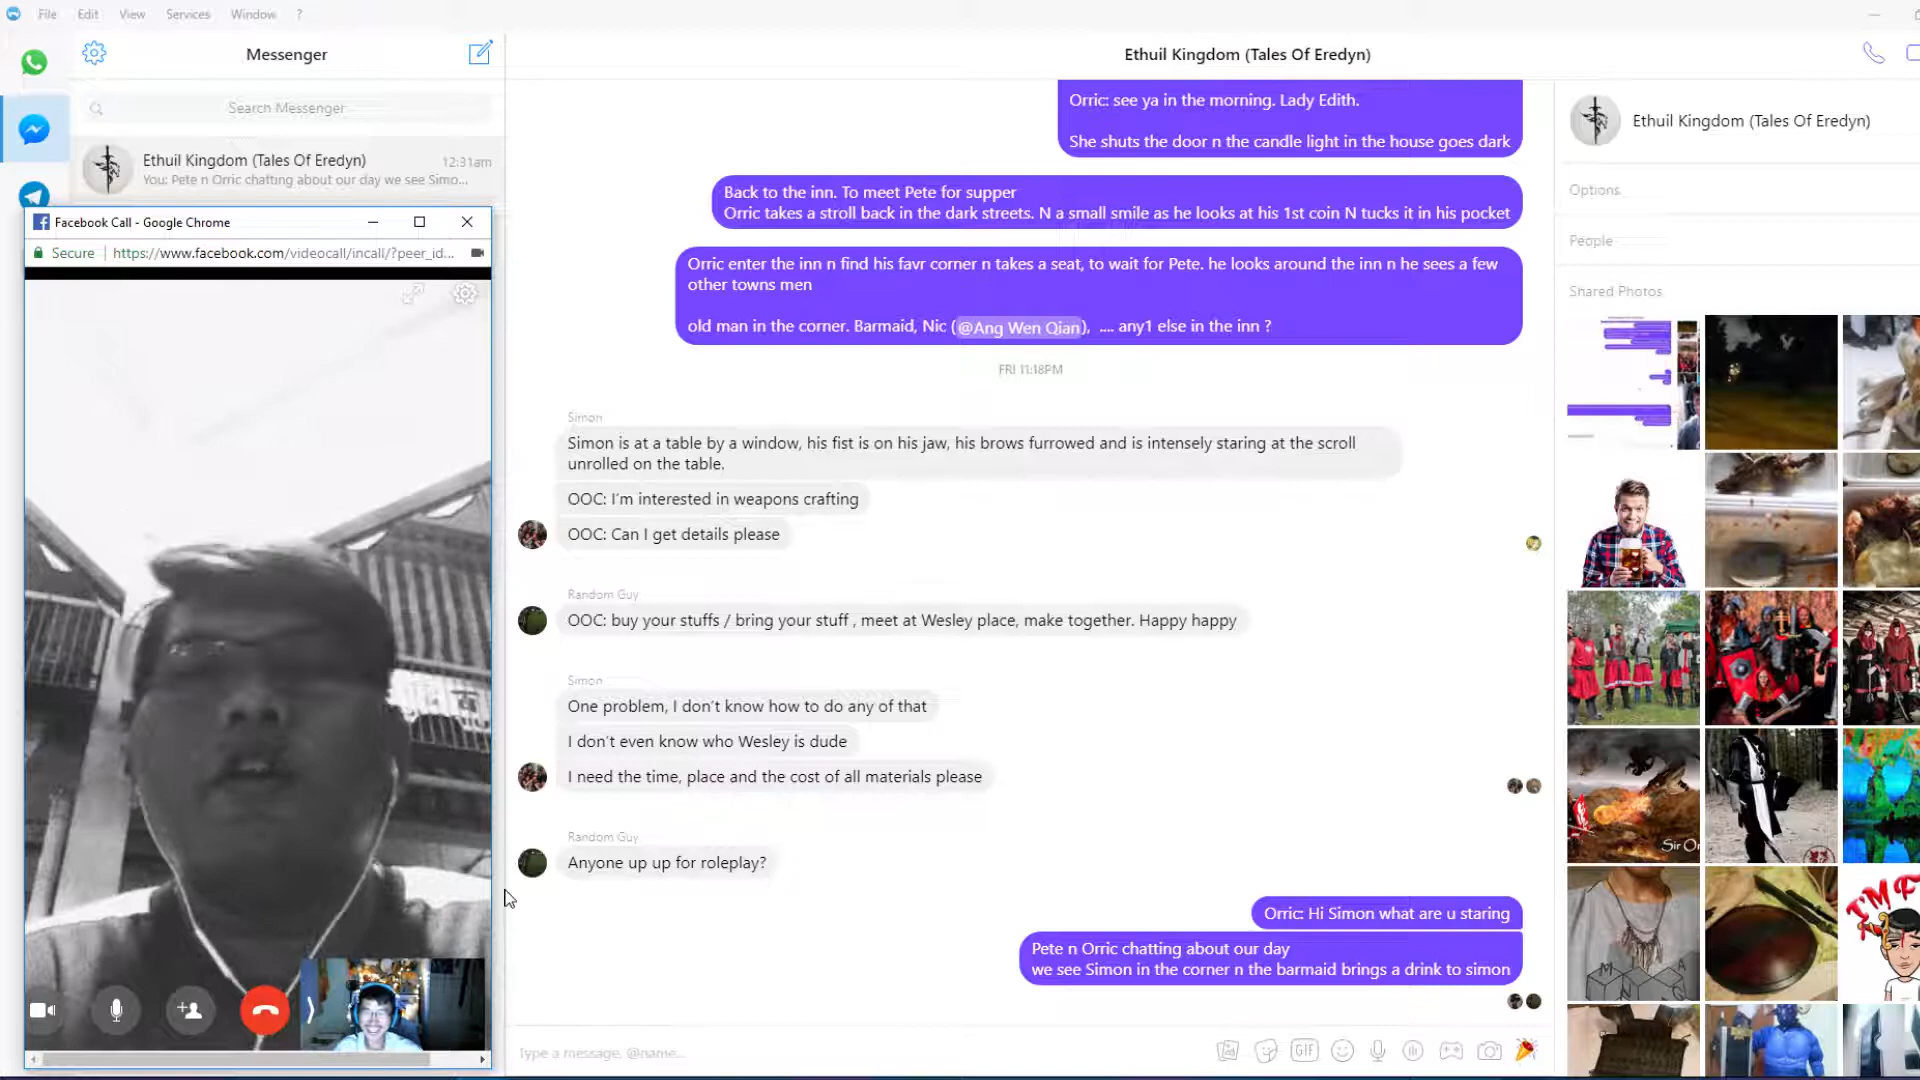 File Edit View Services Window ?
Messenger
Search Messenger
Ethuil Kingdom (Tales Of Eredyn) 12:31am
You: Pete n Orric chatting about our day we see Simo...
Facebook Call - Google Chrome
Secure https://www.facebook.com/videocall/incall/?peer_id...
Ethuil Kingdom (Tales Of Eredyn)
Orric: see ya in the morning. Lady Edith.
She shuts the door n the candle light in the house goes dark
Back to the inn. To meet Pete for supper
Orric takes a stroll back in the dark streets. N a small smile as he looks at his 1st coin N tucks it in his pocket
Orric enter the inn n find his favr corner n takes a seat, to wait for Pete. he looks around the inn n he sees a few
other towns men
old man in the corner. Barmaid, Nic (@Ang Wen Qian), .... any1 else in the inn ?
FRI 11:18PM
Simon
Simon is at a table by a window, his fist is on his jaw, his brows furrowed and is intensely staring at the scroll
unrolled on the table.
OOC: I'm interested in weapons crafting
OOC: Can I get details please
Random Guy
OOC: buy your stuffs / bring your stuff , meet at Wesley place, make together. Happy happy
Simon
One problem, I don't know how to do any of that
I don't even know who Wesley is dude
I need the time, place and the cost of all materials please
Random Guy
Anyone up up for roleplay?
Orric: Hi Simon what are u staring
Pete n Orric chatting about our day
we see Simon in the corner n the barmaid brings a drink to simon
Type a message, @name...
GIF
Ethuil Kingdom (Tales Of Eredyn)
Options
People
Shared Photos
Sir Or
I'M F